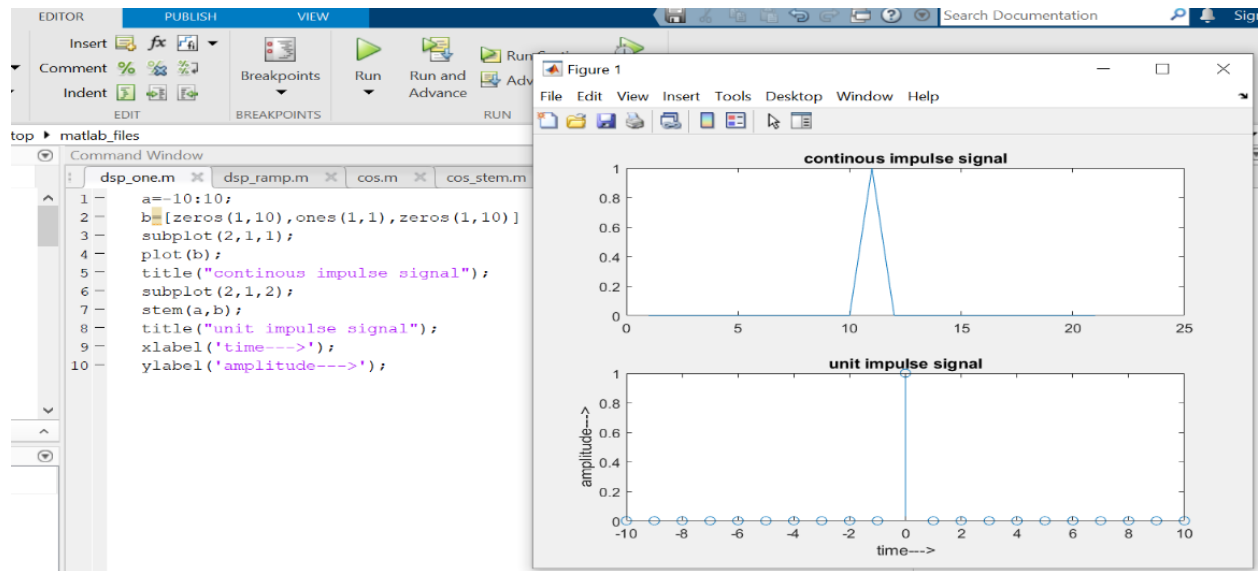 EDITOR PUBLISH VIEW
Search Documentation
Insert fx
Comment %
Indent
Breakpoints
Run
Run and
Advance
Run
Adv
EDIT BREAKPOINTS RUN
top ▸ matlab_files
Command Window
dsp_one.m dsp_ramp.m cos.m cos_stem.m
1 - a=-10:10;
2 - b=[zeros(1,10),ones(1,1),zeros(1,10)]
3 - subplot(2,1,1);
4 - plot(b);
5 - title("continous impulse signal");
6 - subplot(2,1,2);
7 - stem(a,b);
8 - title("unit impulse signal");
9 - xlabel('time--->');
10 - ylabel('amplitude--->');
Figure 1
File Edit View Insert Tools Desktop Window Help
continous impulse signal
1
0.8
0.6
0.4
0.2
0
0 5 10 15 20 25
unit impulse signal
1
0.8
0.6
0.4
0.2
0
amplitude--->
-10 -8 -6 -4 -2 0 2 4 6 8 10
time--->